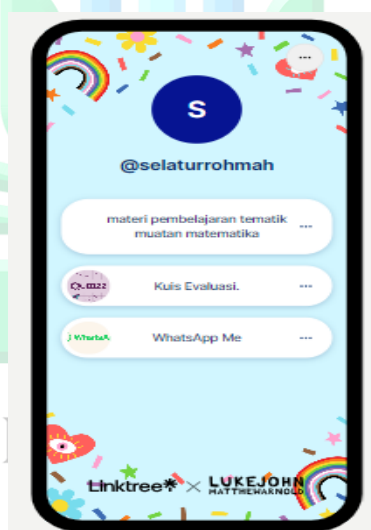 S
@selaturrohmah
materi pembelajaran tematik
muatan matematika
Kuis Evaluasi.
WhatsApp Me
Linktree* × LUKEJOHN
MATTHEWARNOLD